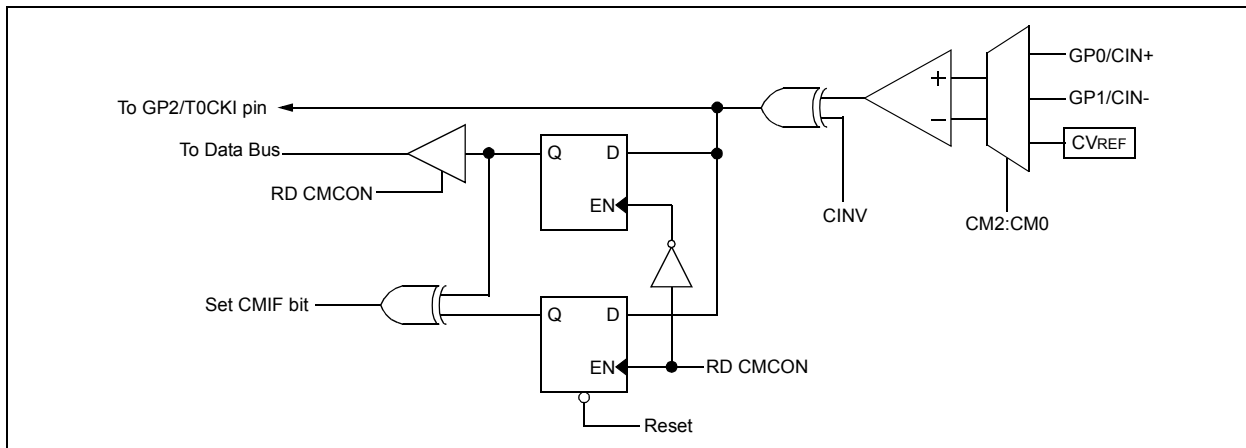 GP0/CIN+
To GP2/T0CKI pin
GP1/CIN-
To Data Bus
Q D
CVREF
RD CMCON
EN
CINV
CM2:CM0
Set CMIF bit
Q D
EN
RD CMCON
Reset